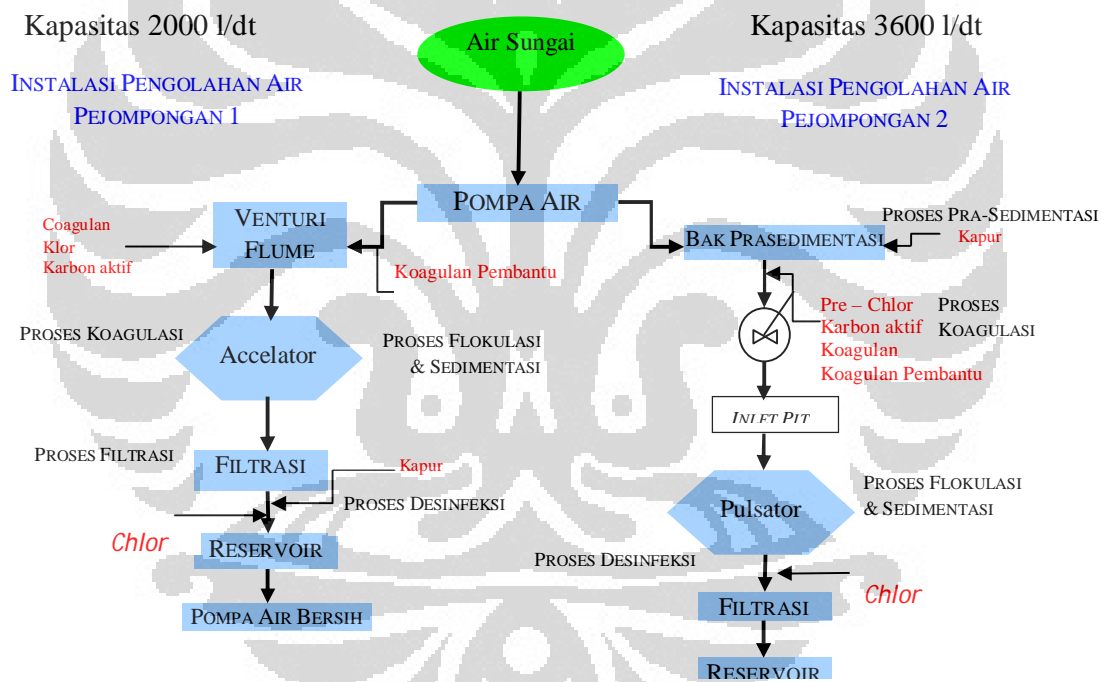 Kapasitas 2000 l/dt
Air Sungai
Kapasitas 3600 l/dt
INSTALASI PENGOLAHAN AIR
PEJOMPONGAN 1
INSTALASI PENGOLAHAN AIR
PEJOMPONGAN 2
POMPA AIR
VENTURI
FLUME
Coagulan
Klor
Karbon aktif
Koagulan Pembantu
BAK PRASEDIMENTASI
PROSES PRA-SEDIMENTASI
Kapur
PROSES KOAGULASI
Accelator
PROSES FLOKULASI
& SEDIMENTASI
Pre – Chlor
Karbon aktif
Koagulan
Koagulan Pembantu
PROSES
KOAGULASI
INLET PIT
PROSES FILTRASI
FILTRASI
Kapur
PROSES DESINFEKSI
Chlor
RESERVOIR
POMPA AIR BERSIH
Pulsator
PROSES FLOKULASI
& SEDIMENTASI
PROSES DESINFEKSI
Chlor
FILTRASI
RESERVOIR